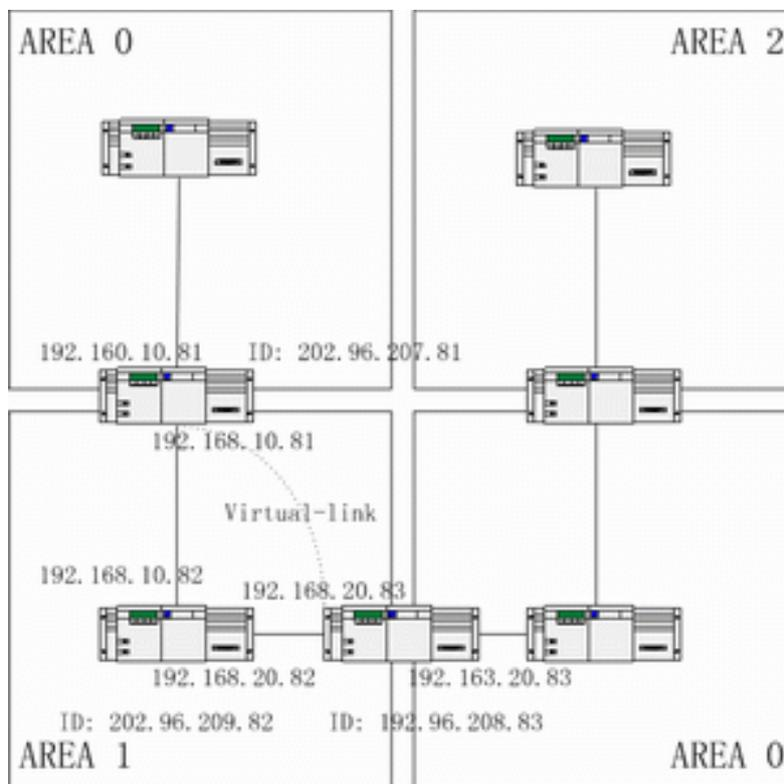 AREA 0
AREA 2
192.160.10.81
ID: 202.96.207.81
192.168.10.81
Virtual-link
192.168.10.82
192.168.20.83
192.168.20.82
192.163.20.83
ID: 202.96.209.82
ID: 192.96.208.83
AREA 1
AREA 0